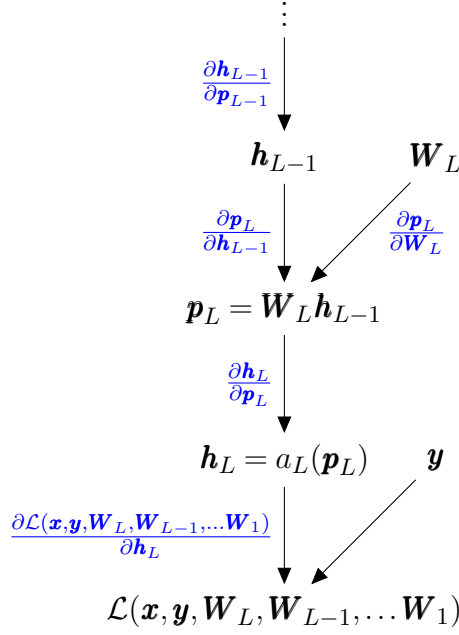 ⋮
∂h_{L−1}/∂p_{L−1}
h_{L−1} W_L
∂p_L/∂h_{L−1} ∂p_L/∂W_L
p_L = W_L h_{L−1}
∂h_L/∂p_L
h_L = a_L(p_L) y
∂ℒ(x,y,W_L,W_{L−1},…W_1)/∂h_L
ℒ(x, y, W_L, W_{L−1}, … W_1)